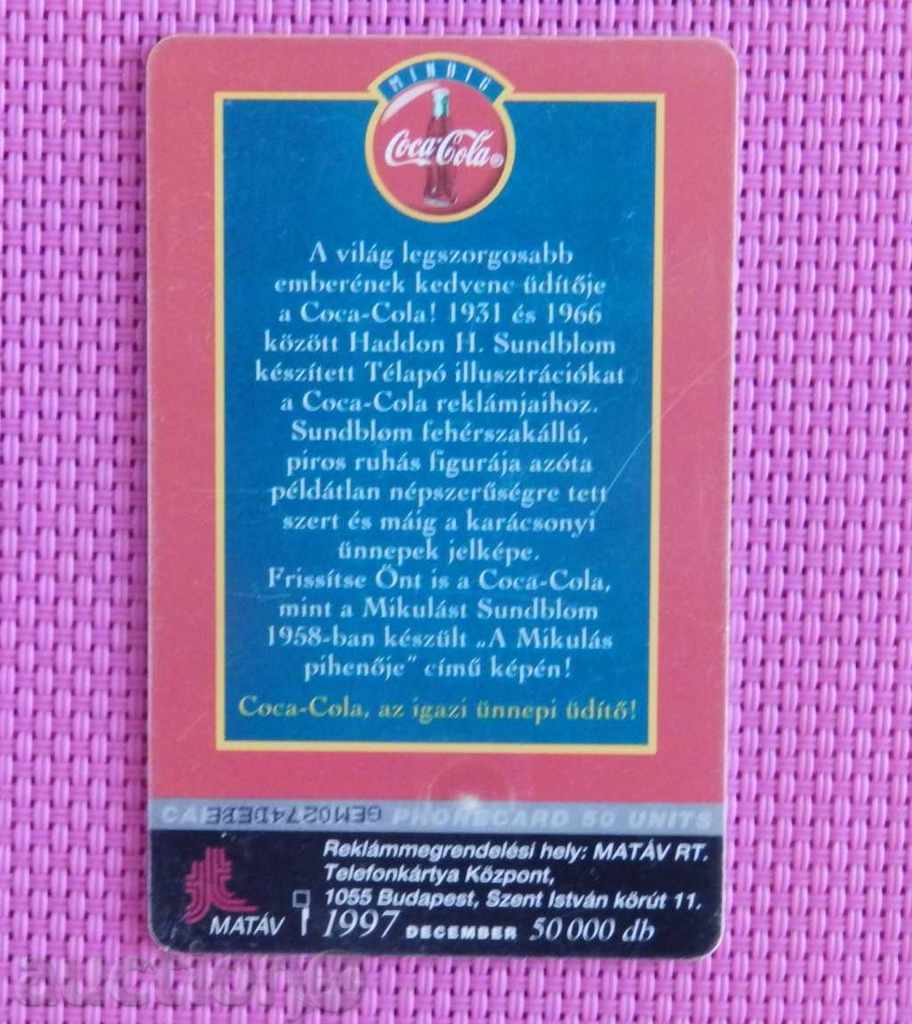 MINDIG
Coca-Cola®
A világ legszorgosabb
emberének kedvenc üdítője
a Coca-Cola! 1931 és 1966
között Haddon H. Sundblom
készített Télapó illusztrációkat
a Coca-Cola reklámjaihoz.
Sundblom fehérszakállú,
piros ruhás figurája azóta
példátlan népszerűségre tett
szert és máig a karácsonyi
ünnepek jelképe.
Frissítse Önt is a Coca-Cola,
mint a Mikulást Sundblom
1958-ban készült „A Mikulás
pihenője" című képén!
Coca-Cola, az igazi ünnepi üdítő!
GEM0274DEBE PHONECARD 50 UNITS
Reklámmegrendelési hely: MATÁV RT.
Telefonkártya Központ,
1055 Budapest, Szent István körút 11.
MATÁV 1997 DECEMBER 50 000 db